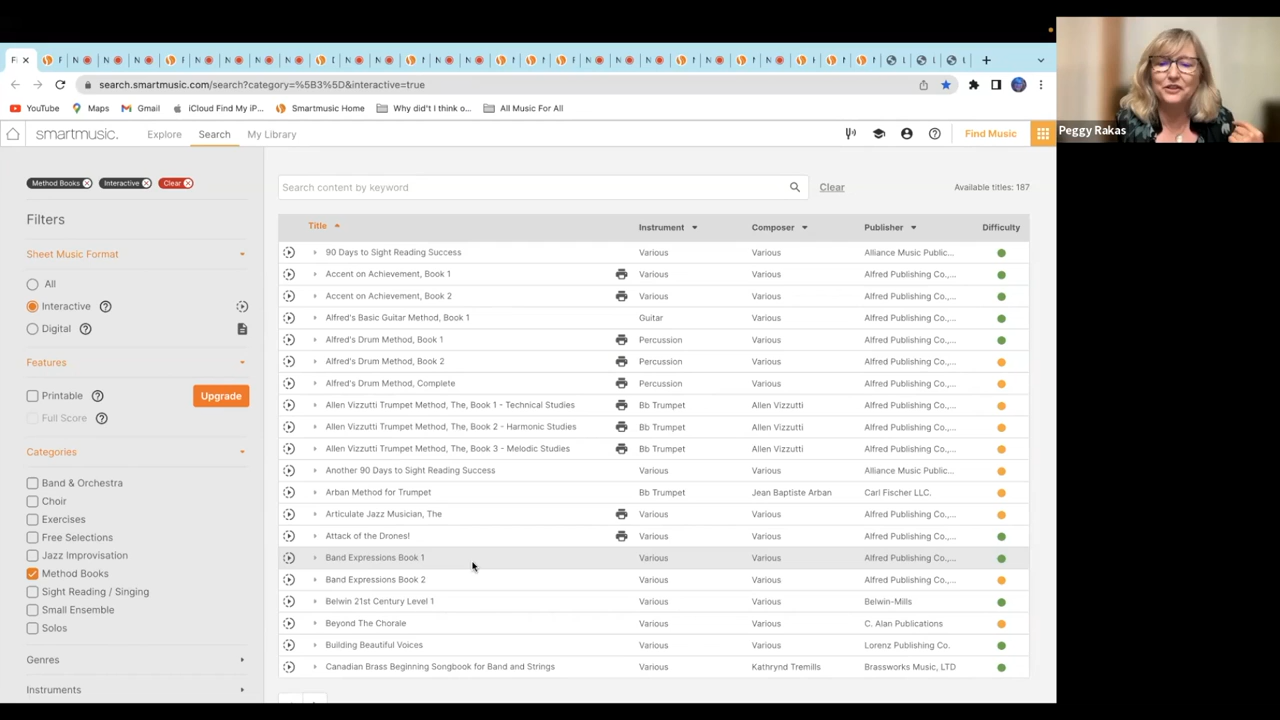 search.smartmusic.com/search?category=%5B3%5D&interactive=true
YouTube Maps Gmail iCloud Find My iP... Smartmusic Home Why did't I think o... All Music For All
smartmusic. Explore Search My Library Find Music
Peggy Rakas
Method Books Interactive Clear
Search content by keyword Clear Available titles: 187
Filters
Sheet Music Format
All
Interactive
Digital
Features
Printable Upgrade
Full Score
Categories
Band & Orchestra
Choir
Exercises
Free Selections
Jazz Improvisation
Method Books
Sight Reading / Singing
Small Ensemble
Solos
Genres
Instruments
Title Instrument Composer Publisher Difficulty
90 Days to Sight Reading Success Various Various Alliance Music Public...
Accent on Achievement, Book 1 Various Various Alfred Publishing Co.,...
Accent on Achievement, Book 2 Various Various Alfred Publishing Co.,...
Alfred's Basic Guitar Method, Book 1 Guitar Various Alfred Publishing Co.,...
Alfred's Drum Method, Book 1 Percussion Various Alfred Publishing Co.,...
Alfred's Drum Method, Book 2 Percussion Various Alfred Publishing Co.,...
Alfred's Drum Method, Complete Percussion Various Alfred Publishing Co.,...
Allen Vizzutti Trumpet Method, The, Book 1 - Technical Studies Bb Trumpet Allen Vizzutti Alfred Publishing Co.,...
Allen Vizzutti Trumpet Method, The, Book 2 - Harmonic Studies Bb Trumpet Allen Vizzutti Alfred Publishing Co.,...
Allen Vizzutti Trumpet Method, The, Book 3 - Melodic Studies Bb Trumpet Allen Vizzutti Alfred Publishing Co.,...
Another 90 Days to Sight Reading Success Various Various Alliance Music Public...
Arban Method for Trumpet Bb Trumpet Jean Baptiste Arban Carl Fischer LLC.
Articulate Jazz Musician, The Various Various Alfred Publishing Co.,...
Attack of the Drones! Various Various Alfred Publishing Co.,...
Band Expressions Book 1 Various Various Alfred Publishing Co.,...
Band Expressions Book 2 Various Various Alfred Publishing Co.,...
Belwin 21st Century Level 1 Various Various Belwin-Mills
Beyond The Chorale Various Various C. Alan Publications
Building Beautiful Voices Various Various Lorenz Publishing Co.
Canadian Brass Beginning Songbook for Band and Strings Various Kathrynd Tremills Brassworks Music, LTD